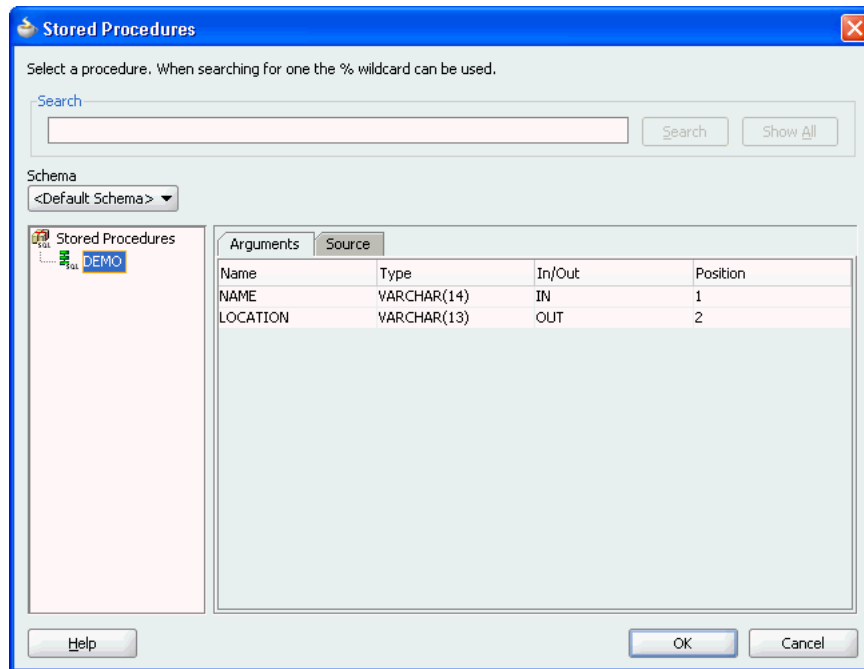 Stored Procedures
Select a procedure. When searching for one the % wildcard can be used.
Search
Search Show All
Schema
<Default Schema>
Stored Procedures
DEMO
Arguments Source
Name Type In/Out Position
NAME VARCHAR(14) IN 1
LOCATION VARCHAR(13) OUT 2
Help OK Cancel